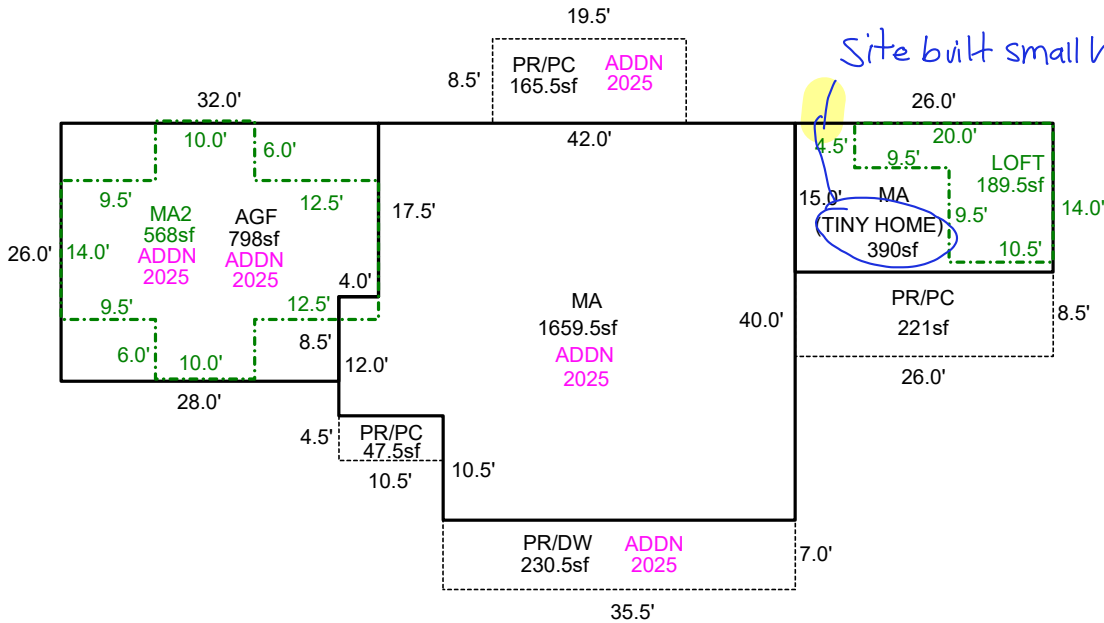 19.5'
Site built small
PR/PC ADDN
165.5sf 2025
8.5'
32.0'
26.0'
10.0'
6.0'
42.0'
4.5'
20.0'
9.5'
LOFT
189.5sf
9.5'
12.5'
17.5'
15.0'
MA
(TINY HOME)
390sf
9.5'
14.0'
10.5'
MA2
568sf
ADDN
2025
AGF
798sf
ADDN
2025
26.0'
14.0'
4.0'
MA
1659.5sf
ADDN
2025
40.0'
PR/PC
221sf
8.5'
9.5'
12.5'
8.5'
6.0'
10.0'
12.0'
26.0'
28.0'
4.5'
PR/PC
47.5sf
10.5'
10.5'
PR/DW ADDN
230.5sf 2025
7.0'
35.5'